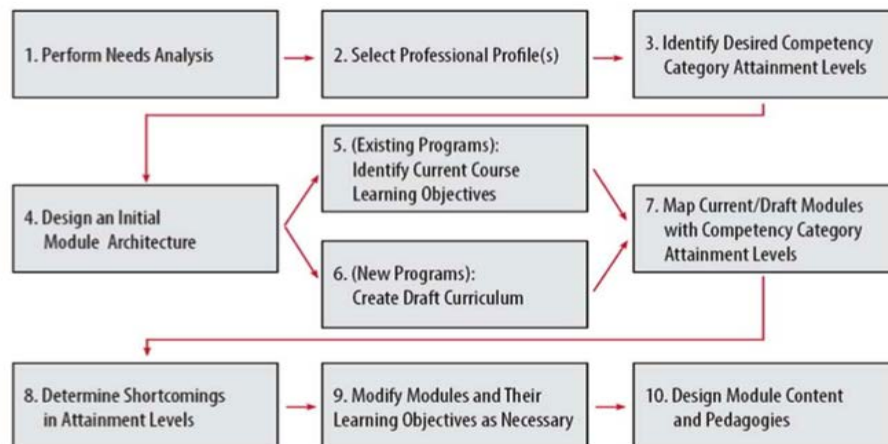 1. Perform Needs Analysis
2. Select Professional Profile(s)
3. Identify Desired Competency
Category Attainment Levels
4. Design an Initial
Module Architecture
5. (Existing Programs):
Identify Current Course
Learning Objectives
6. (New Programs):
Create Draft Curriculum
7. Map Current/Draft Modules
with Competency Category
Attainment Levels
8. Determine Shortcomings
in Attainment Levels
9. Modify Modules and Their
Learning Objectives as Necessary
10. Design Module Content
and Pedagogies